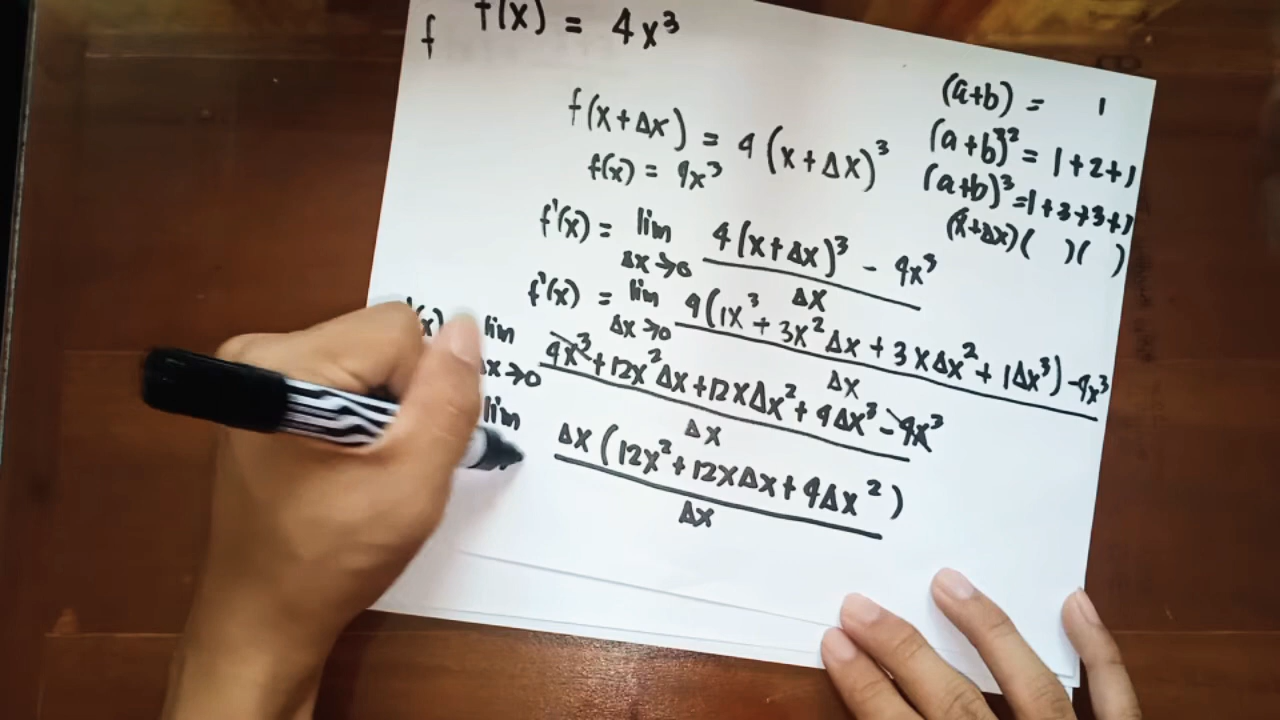 f f(x) = 4x³
(a+b) = 1
f(x+Δx) = 4(x+Δx)³
(a+b)² = 1+2+1
f(x) = 4x³
(a+b)³ = 1+3+3+1
(x+Δx)( )( )
f'(x) = lim 4(x+Δx)³ - 4x³
Δx→0 Δx
f'(x) = lim 4(1x³ + 3x²Δx + 3xΔx² + 1Δx³) - 4x³
Δx→0 Δx
(x) lim 4x³ + 12x²Δx + 12xΔx² + 4Δx³ - 4x³
Δx→0 Δx
lim Δx(12x² + 12xΔx + 4Δx²)
Δx